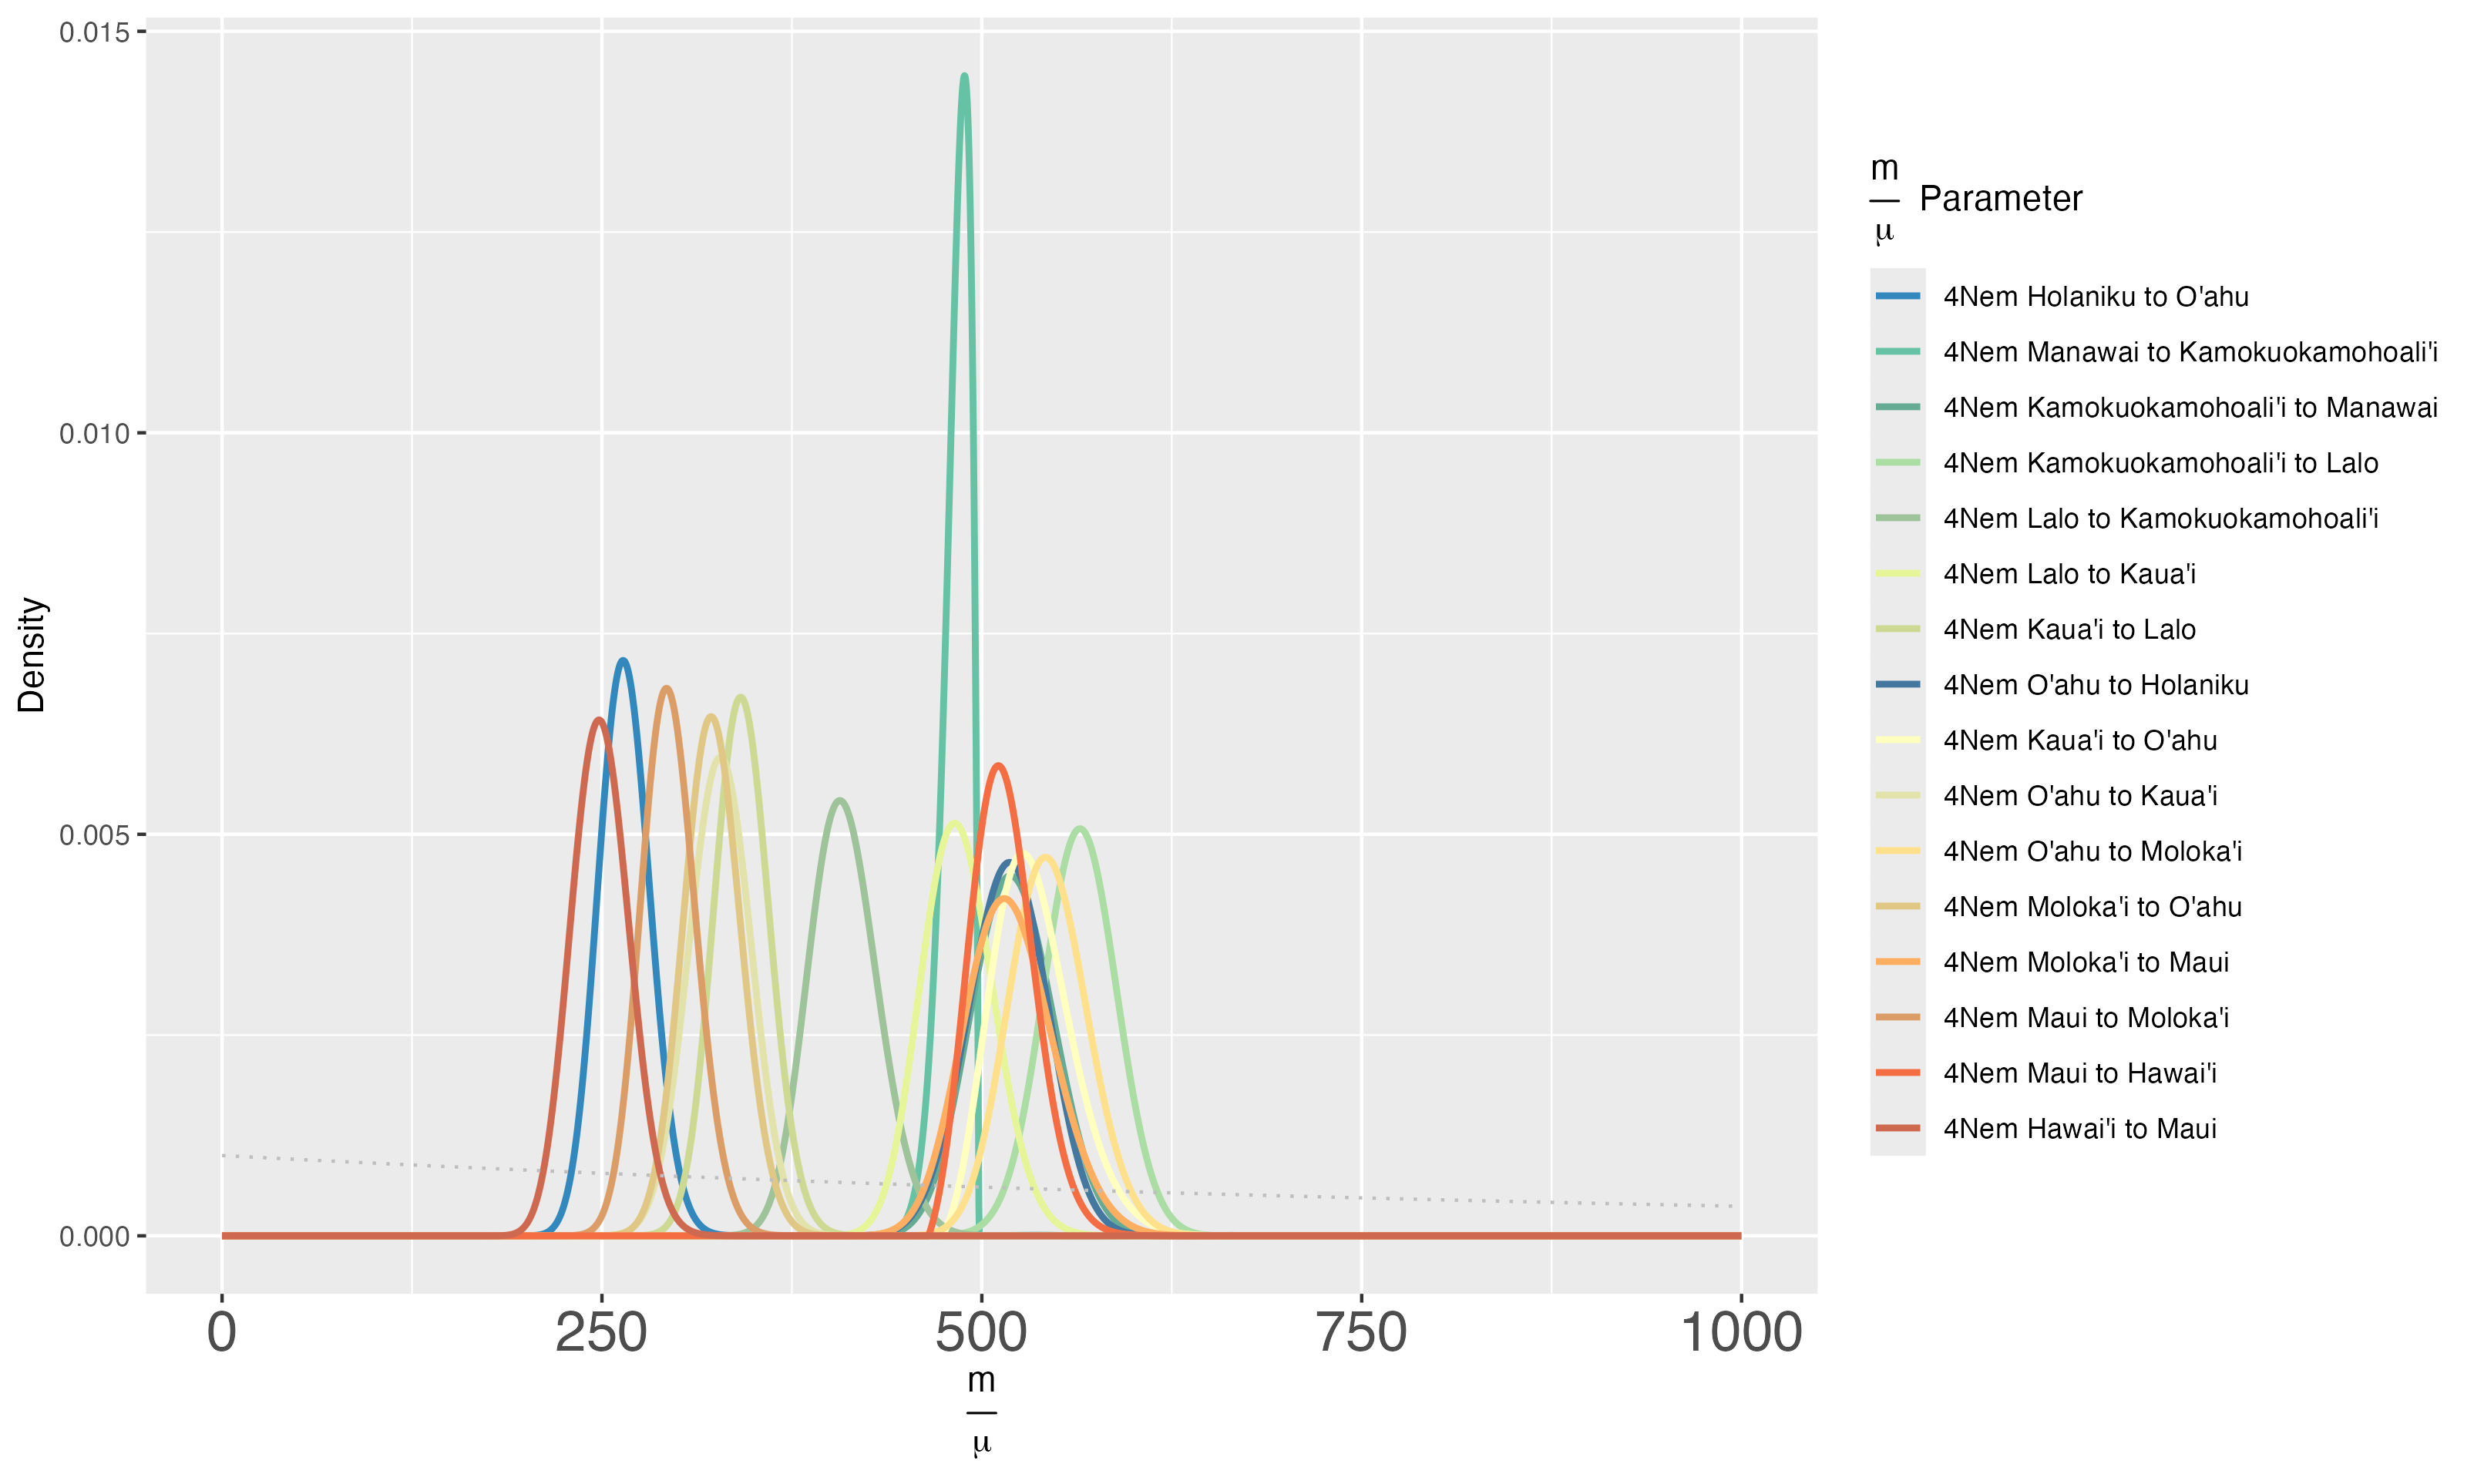 0.015
0.010
0.005
0.000
Density
0
250
500
750
1000
m
μ
m
μ
Parameter
4Nem Holaniku to O'ahu
4Nem Manawai to Kamokuokamohoali'i
4Nem Kamokuokamohoali'i to Manawai
4Nem Kamokuokamohoali'i to Lalo
4Nem Lalo to Kamokuokamohoali'i
4Nem Lalo to Kaua'i
4Nem Kaua'i to Lalo
4Nem O'ahu to Holaniku
4Nem Kaua'i to O'ahu
4Nem O'ahu to Kaua'i
4Nem O'ahu to Moloka'i
4Nem Moloka'i to O'ahu
4Nem Moloka'i to Maui
4Nem Maui to Moloka'i
4Nem Maui to Hawai'i
4Nem Hawai'i to Maui